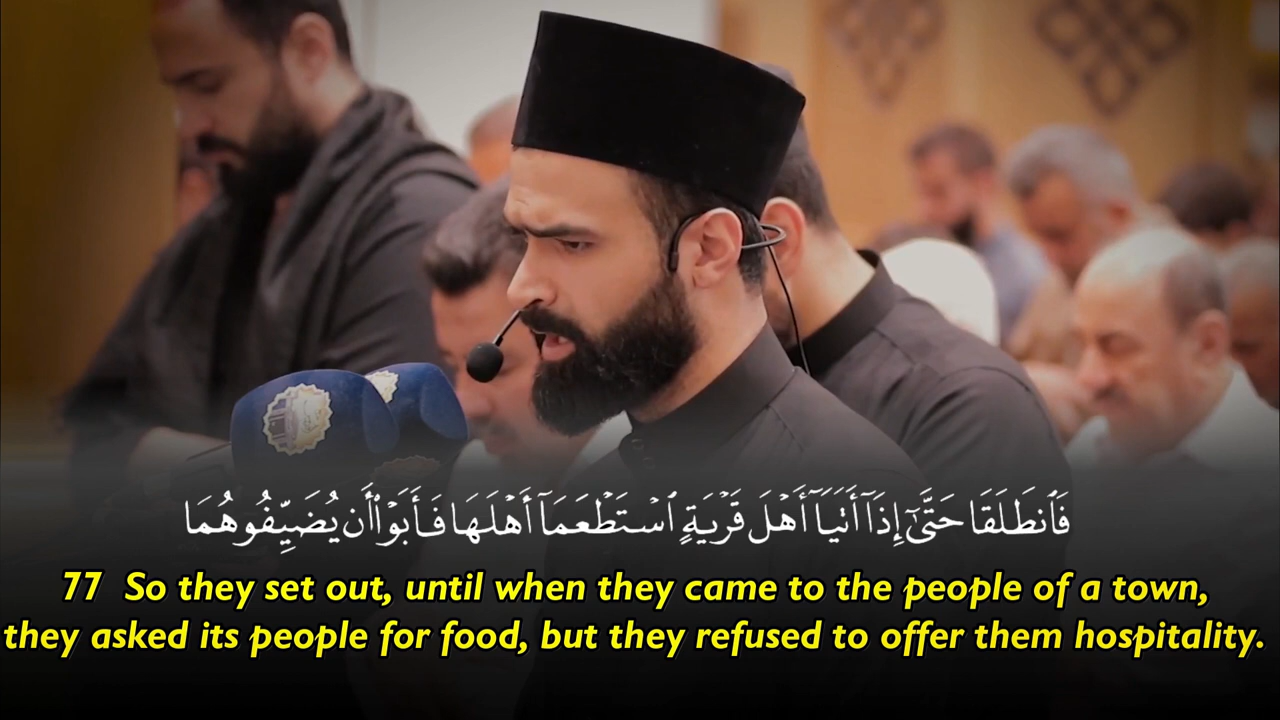 فَٱنطَلَقَا حَتَّىٰٓ إِذَآ أَتَيَآ أَهْلَ قَرْيَةٍ ٱسْتَطْعَمَآ أَهْلَهَا فَأَبَوْا۟ أَن يُضَيِّفُوهُمَا
77 So they set out, until when they came to the people of a town,
they asked its people for food, but they refused to offer them hospitality.